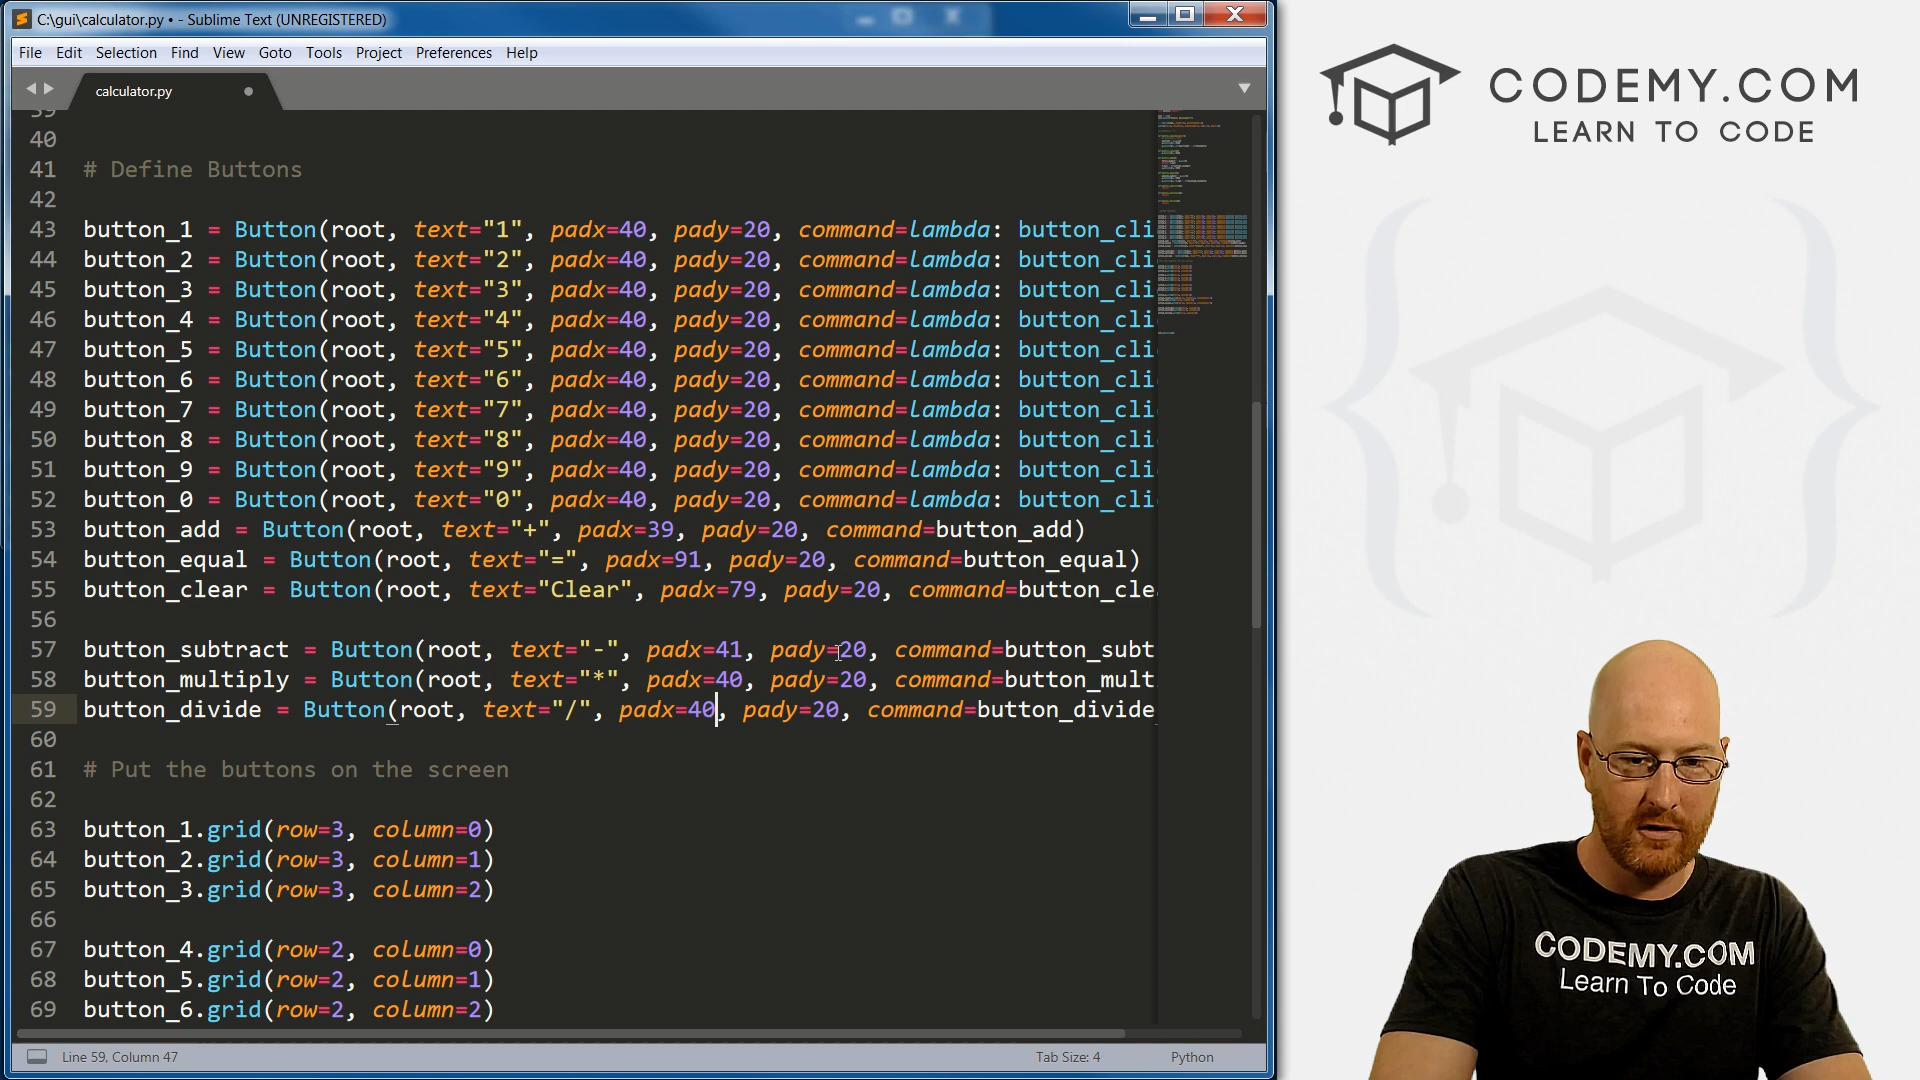 C:\gui\calculator.py • - Sublime Text (UNREGISTERED)
File Edit Selection Find View Goto Tools Project Preferences Help
calculator.py
39
40
41 # Define Buttons
42
43 button_1 = Button(root, text="1", padx=40, pady=20, command=lambda: button_cli
44 button_2 = Button(root, text="2", padx=40, pady=20, command=lambda: button_cli
45 button_3 = Button(root, text="3", padx=40, pady=20, command=lambda: button_cli
46 button_4 = Button(root, text="4", padx=40, pady=20, command=lambda: button_cli
47 button_5 = Button(root, text="5", padx=40, pady=20, command=lambda: button_cli
48 button_6 = Button(root, text="6", padx=40, pady=20, command=lambda: button_cli
49 button_7 = Button(root, text="7", padx=40, pady=20, command=lambda: button_cli
50 button_8 = Button(root, text="8", padx=40, pady=20, command=lambda: button_cli
51 button_9 = Button(root, text="9", padx=40, pady=20, command=lambda: button_cli
52 button_0 = Button(root, text="0", padx=40, pady=20, command=lambda: button_cli
53 button_add = Button(root, text="+", padx=39, pady=20, command=button_add)
54 button_equal = Button(root, text="=", padx=91, pady=20, command=button_equal)
55 button_clear = Button(root, text="Clear", padx=79, pady=20, command=button_cle
56
57 button_subtract = Button(root, text="-", padx=41, pady=20, command=button_subt
58 button_multiply = Button(root, text="*", padx=40, pady=20, command=button_mult
59 button_divide = Button(root, text="/", padx=40, pady=20, command=button_divide
60
61 # Put the buttons on the screen
62
63 button_1.grid(row=3, column=0)
64 button_2.grid(row=3, column=1)
65 button_3.grid(row=3, column=2)
66
67 button_4.grid(row=2, column=0)
68 button_5.grid(row=2, column=1)
69 button_6.grid(row=2, column=2)
Line 59, Column 47 Tab Size: 4 Python
CODEMY.COM
LEARN TO CODE
CODEMY.COM
Learn To Code